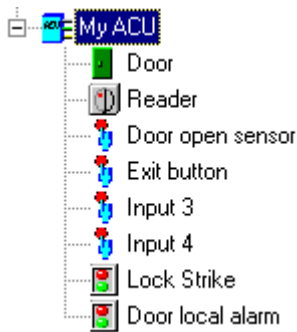 My ACU
Door
Reader
Door open sensor
Exit button
Input 3
Input 4
Lock Strike
Door local alarm